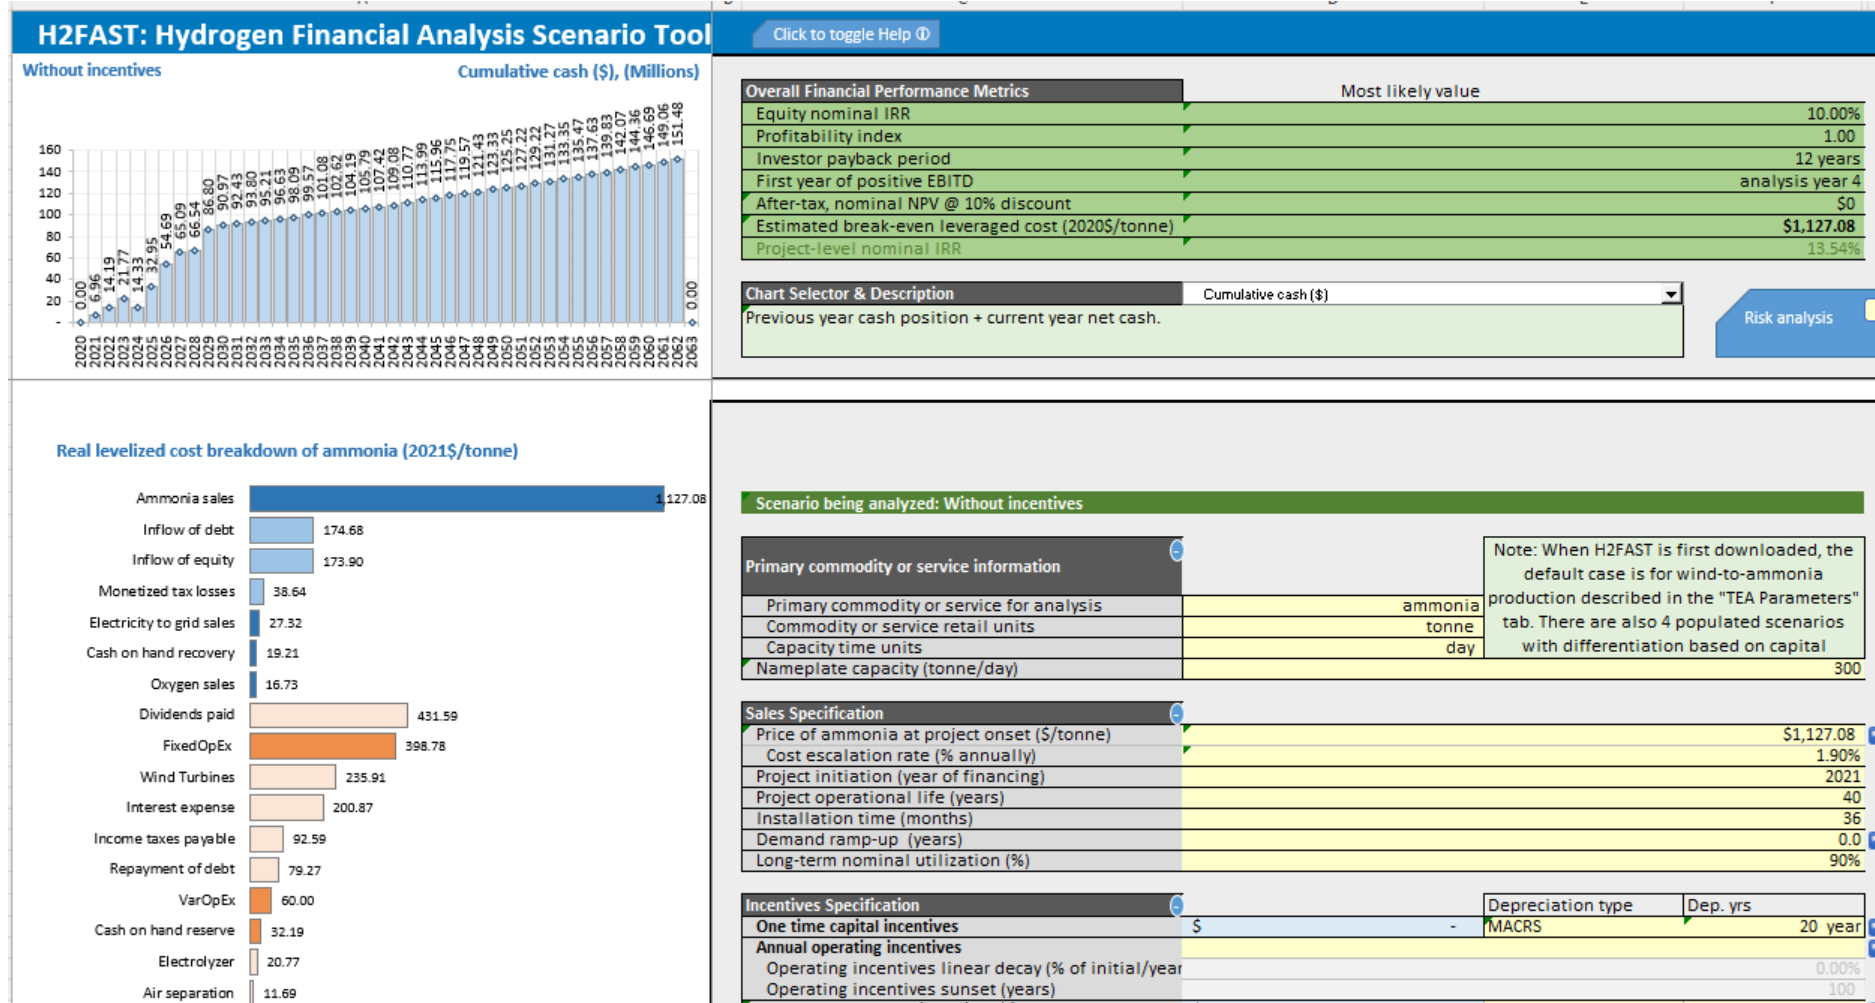 H2FAST: Hydrogen Financial Analysis Scenario Tool
Click to toggle Help
Without incentives
Cumulative cash ($), (Millions)
160
140
120
100
80
60
40
20
-
0.00
6.96
14.19
21.77
14.33
32.95
54.69
65.09
66.54
86.80
90.97
92.43
93.80
95.21
96.63
98.09
99.57
101.08
102.62
104.19
105.79
107.42
109.08
110.77
113.99
115.96
117.75
119.57
121.43
123.33
125.25
127.22
129.22
131.27
133.35
135.47
137.63
139.83
142.07
144.36
146.69
149.06
151.48
0.00
2020
2021
2022
2023
2024
2025
2026
2027
2028
2029
2030
2031
2032
2033
2034
2035
2036
2037
2038
2039
2040
2041
2042
2043
2044
2045
2046
2047
2048
2049
2050
2051
2052
2053
2054
2055
2056
2057
2058
2059
2060
2061
2062
2063
Overall Financial Performance Metrics Most likely value
Equity nominal IRR 10.00%
Profitability index 1.00
Investor payback period 12 years
First year of positive EBITD analysis year 4
After-tax, nominal NPV @ 10% discount $0
Estimated break-even leveraged cost (2020$/tonne) $1,127.08
Project-level nominal IRR 13.54%
Chart Selector & Description Cumulative cash ($)
Previous year cash position + current year net cash.
Risk analysis
Real levelized cost breakdown of ammonia (2021$/tonne)
Ammonia sales 1,127.08
Inflow of debt 174.68
Inflow of equity 173.90
Monetized tax losses 38.64
Electricity to grid sales 27.32
Cash on hand recovery 19.21
Oxygen sales 16.73
Dividends paid 431.59
FixedOpEx 398.78
Wind Turbines 235.91
Interest expense 200.87
Income taxes payable 92.59
Repayment of debt 79.27
VarOpEx 60.00
Cash on hand reserve 32.19
Electrolyzer 20.77
Air separation 11.69
Scenario being analyzed: Without incentives
Primary commodity or service information
Note: When H2FAST is first downloaded, the
default case is for wind-to-ammonia
production described in the "TEA Parameters"
tab. There are also 4 populated scenarios
with differentiation based on capital
Primary commodity or service for analysis ammonia
Commodity or service retail units tonne
Capacity time units day
Nameplate capacity (tonne/day) 300
Sales Specification
Price of ammonia at project onset ($/tonne) $1,127.08
Cost escalation rate (% annually) 1.90%
Project initiation (year of financing) 2021
Project operational life (years) 40
Installation time (months) 36
Demand ramp-up (years) 0.0
Long-term nominal utilization (%) 90%
Incentives Specification Depreciation type Dep. yrs
One time capital incentives $ - MACRS 20 year
Annual operating incentives
Operating incentives linear decay (% of initial/year 0.00%
Operating incentives sunset (years) 100